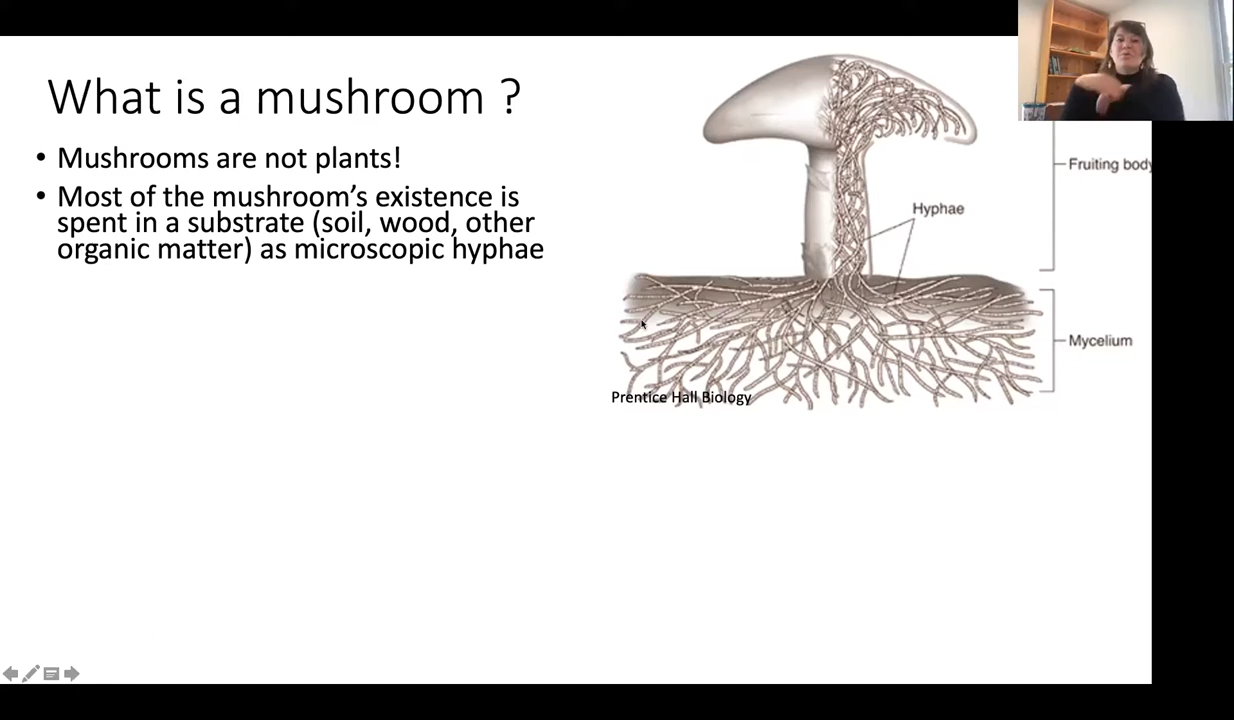 What is a mushroom ?
• Mushrooms are not plants!
• Most of the mushroom’s existence is
spent in a substrate (soil, wood, other
organic matter) as microscopic hyphae
Fruiting body
Hyphae
Mycelium
Prentice Hall Biology